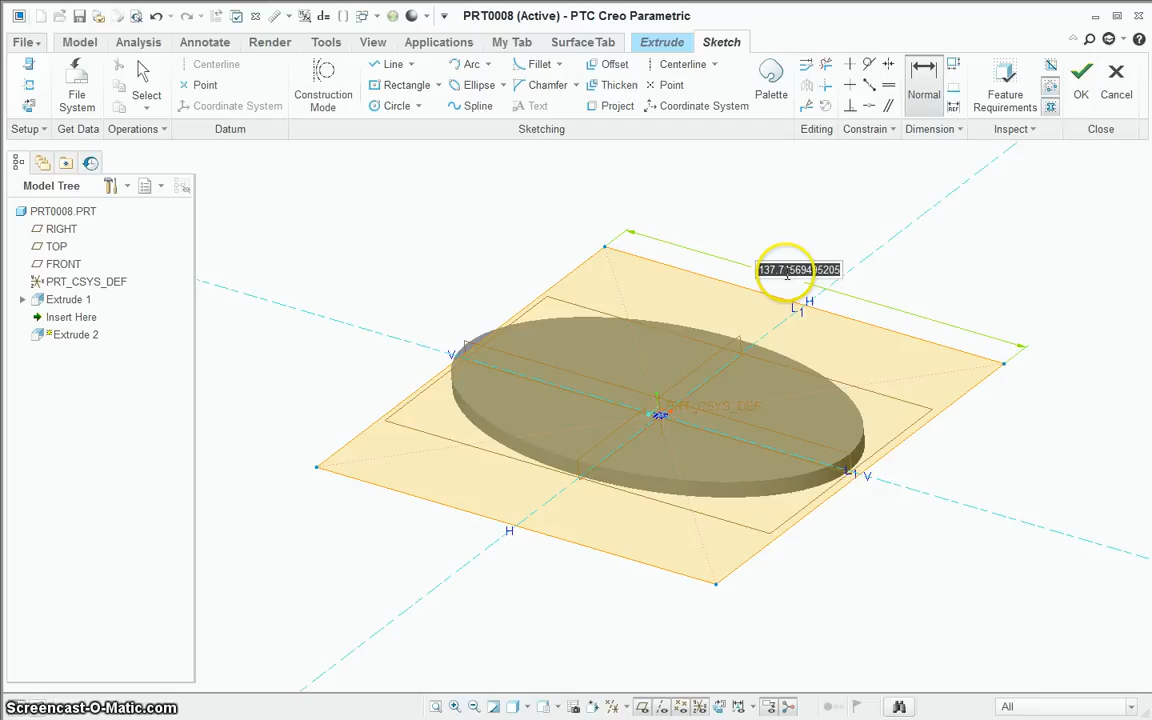 PRT0008 (Active) - PTC Creo Parametric
File Model Analysis Annotate Render Tools View Applications My Tab SurfaceTab Extrude Sketch
File System
Select
Centerline
Point
Coordinate System
Construction Mode
Line Arc Fillet Offset Centerline
Rectangle Ellipse Chamfer Thicken Point
Circle Spline Text Project Coordinate System
Palette
Normal
REF
Feature Requirements
OK
Cancel
Setup Get Data Operations Datum Sketching Editing Constrain Dimension Inspect Close
Model Tree
PRT0008.PRT
RIGHT
TOP
FRONT
PRT_CSYS_DEF
Extrude 1
Insert Here
Extrude 2
H
L1
V
PRT_CSYS_DEF
L1 V
H
Screencast-O-Matic.com
All